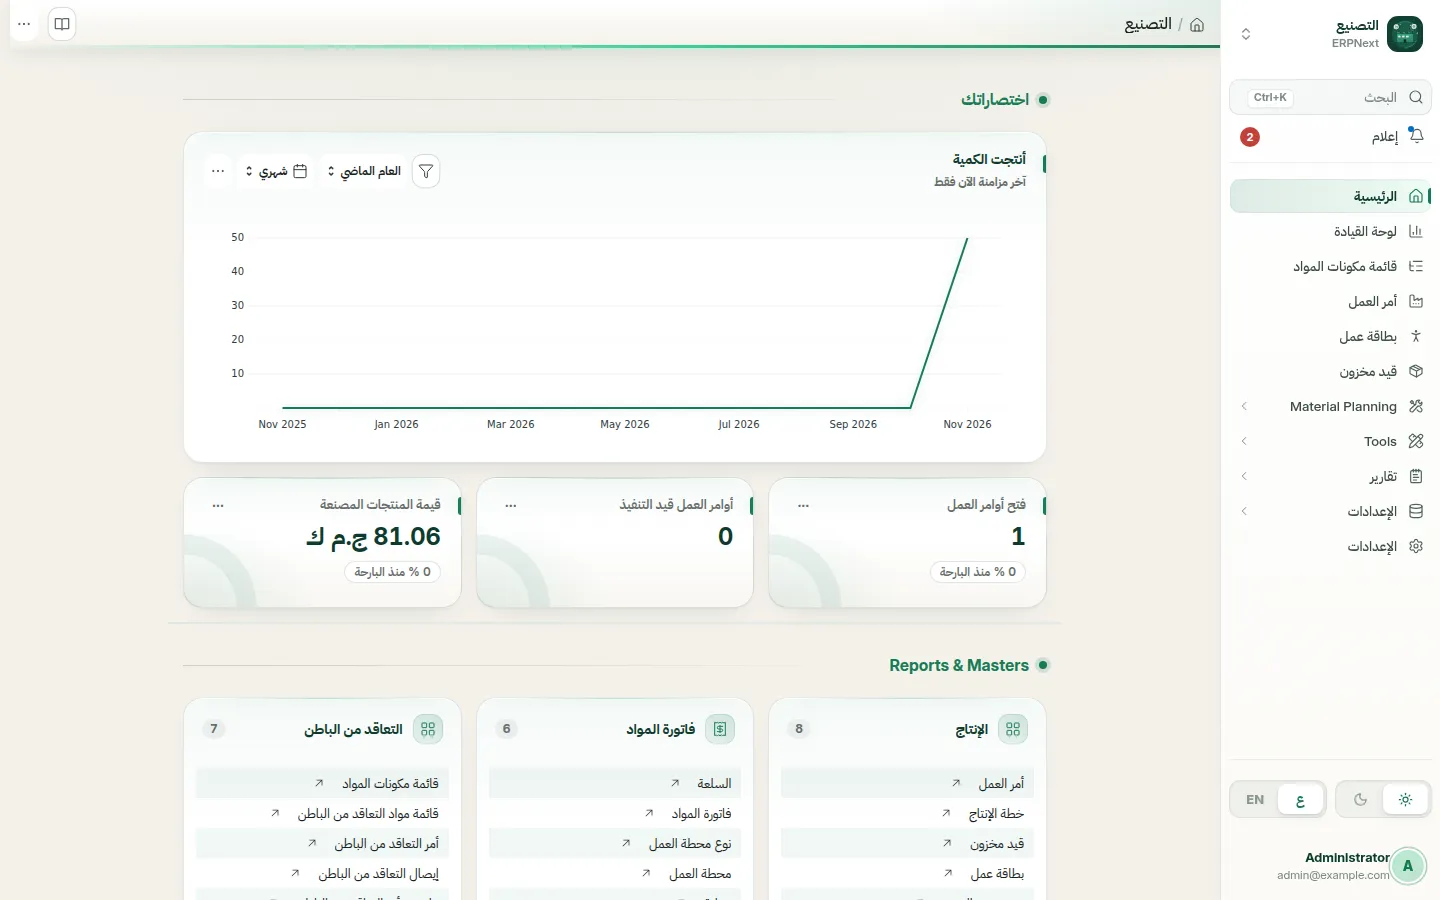 التصنيع
ERPNext
البحث
Ctrl+K
إعلام
2
الرئيسية
لوحة القيادة
قائمة مكونات المواد
أمر العمل
بطاقة عمل
قيد مخزون
Material Planning
Tools
تقارير
الإعدادات
الإعدادات
ع
EN
Administrator
admin@example.com
A
/ التصنيع
اختصاراتك
أنتجت الكمية
آخر مزامنة الآن فقط
العام الماضي
شهري
50
40
30
20
10
Nov 2025
Jan 2026
Mar 2026
May 2026
Jul 2026
Sep 2026
Nov 2026
فتح أوامر العمل
1
0 % منذ البارحة
أوامر العمل قيد التنفيذ
0
قيمة المنتجات المصنعة
81.06 ج.م ك
0 % منذ البارحة
Reports & Masters
الإنتاج
8
أمر العمل
خطة الإنتاج
قيد مخزون
بطاقة عمل
فاتورة المواد
6
السلعة
فاتورة المواد
نوع محطة العمل
محطة العمل
التعاقد من الباطن
7
قائمة مكونات المواد
قائمة مواد التعاقد من الباطن
أمر التعاقد من الباطن
إيصال التعاقد من الباطن